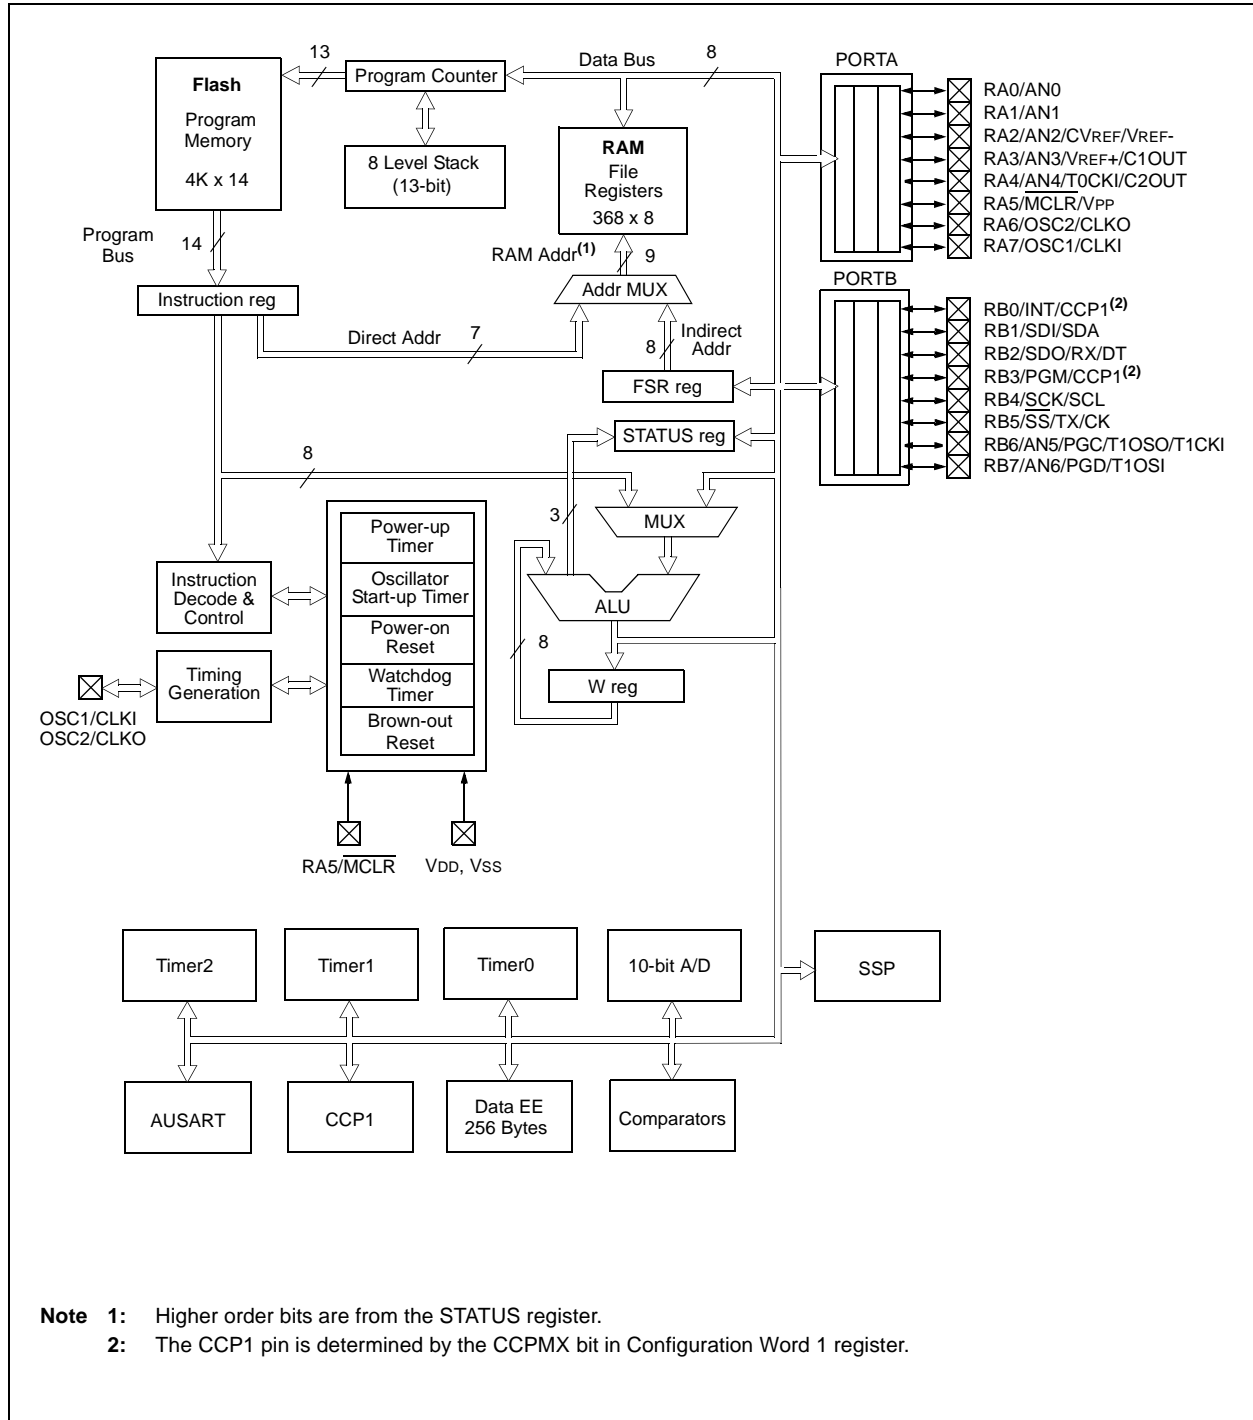 13
Data Bus
8
PORTA
Flash
Program
Memory
4K x 14
Program Counter
8 Level Stack
(13-bit)
RAM
File
Registers
368 x 8
RA0/AN0
RA1/AN1
RA2/AN2/CVREF/VREF-
RA3/AN3/VREF+/C1OUT
RA4/AN4/T0CKI/C2OUT
RA5/MCLR/VPP
RA6/OSC2/CLKO
RA7/OSC1/CLKI
Program
Bus
14
RAM Addr(1)
9
Instruction reg
Addr MUX
PORTB
Direct Addr
7
8
Indirect
Addr
FSR reg
STATUS reg
RB0/INT/CCP1(2)
RB1/SDI/SDA
RB2/SDO/RX/DT
RB3/PGM/CCP1(2)
RB4/SCK/SCL
RB5/SS/TX/CK
RB6/AN5/PGC/T1OSO/T1CKI
RB7/AN6/PGD/T1OSI
8
3
MUX
Power-up
Timer
Oscillator
Start-up Timer
Power-on
Reset
Watchdog
Timer
Brown-out
Reset
Instruction
Decode &
Control
ALU
8
W reg
Timing
Generation
OSC1/CLKI
OSC2/CLKO
RA5/MCLR
VDD, VSS
Timer2
Timer1
Timer0
10-bit A/D
SSP
AUSART
CCP1
Data EE
256 Bytes
Comparators
Note 1: Higher order bits are from the STATUS register.
2: The CCP1 pin is determined by the CCPMX bit in Configuration Word 1 register.